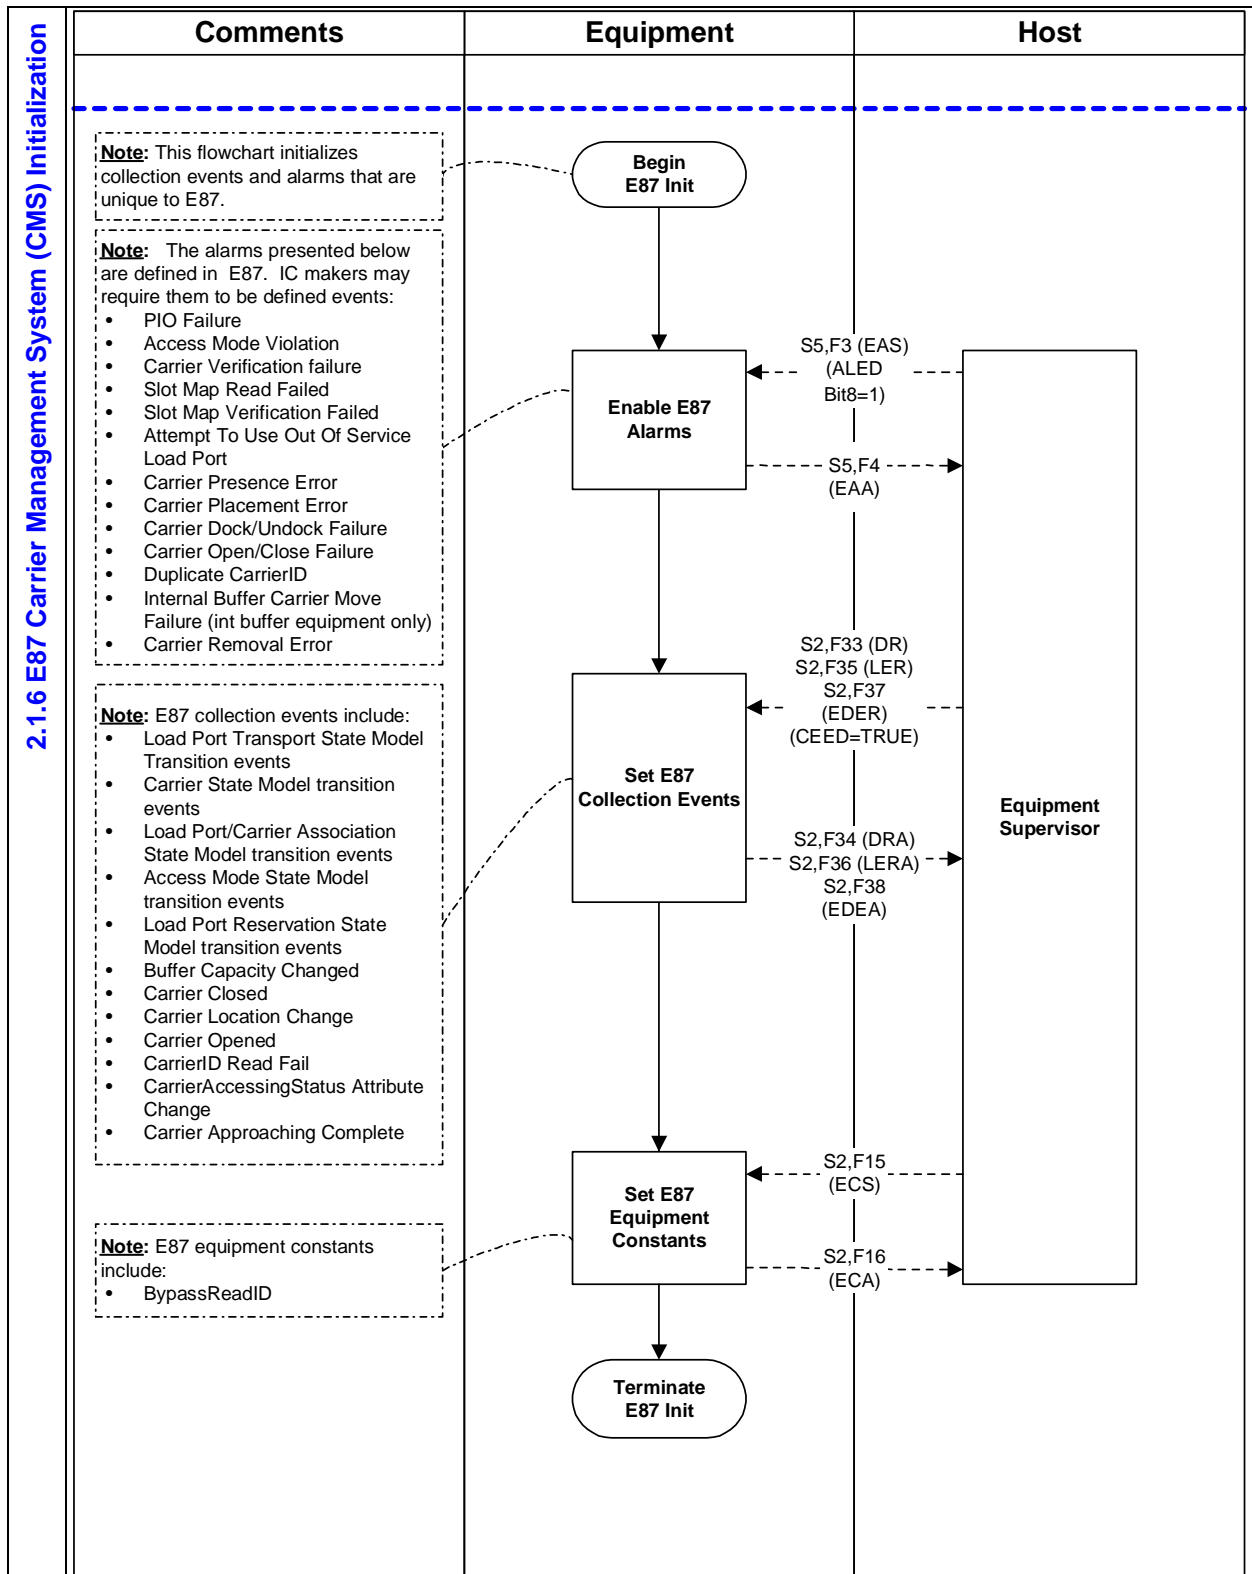 2.1.6 E87 Carrier Management System (CMS) Initialization
Comments
Equipment
Host
Note: This flowchart initializes
collection events and alarms that are
unique to E87.
Begin
E87 Init
Note: The alarms presented below
are defined in E87. IC makers may
require them to be defined events:
• PIO Failure
• Access Mode Violation
• Carrier Verification failure
• Slot Map Read Failed
• Slot Map Verification Failed
• Attempt To Use Out Of Service
Load Port
• Carrier Presence Error
• Carrier Placement Error
• Carrier Dock/Undock Failure
• Carrier Open/Close Failure
• Duplicate CarrierID
• Internal Buffer Carrier Move
Failure (int buffer equipment only)
• Carrier Removal Error
Enable E87
Alarms
S5,F3 (EAS)
(ALED
Bit8=1)
S5,F4
(EAA)
Note: E87 collection events include:
• Load Port Transport State Model
Transition events
• Carrier State Model transition
events
• Load Port/Carrier Association
State Model transition events
• Access Mode State Model
transition events
• Load Port Reservation State
Model transition events
• Buffer Capacity Changed
• Carrier Closed
• Carrier Location Change
• Carrier Opened
• CarrierID Read Fail
• CarrierAccessingStatus Attribute
Change
• Carrier Approaching Complete
Set E87
Collection Events
S2,F33 (DR)
S2,F35 (LER)
S2,F37
(EDER)
(CEED=TRUE)
S2,F34 (DRA)
S2,F36 (LERA)
S2,F38
(EDEA)
Equipment
Supervisor
Note: E87 equipment constants
include:
• BypassReadID
Set E87
Equipment
Constants
S2,F15
(ECS)
S2,F16
(ECA)
Terminate
E87 Init